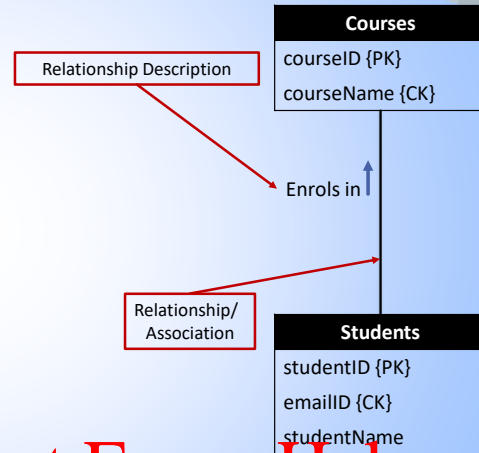 Courses
courseID {PK}
courseName {CK}
Relationship Description
Enrols in
Relationship/
Association
Students
studentID {PK}
emailID {CK}
studentName